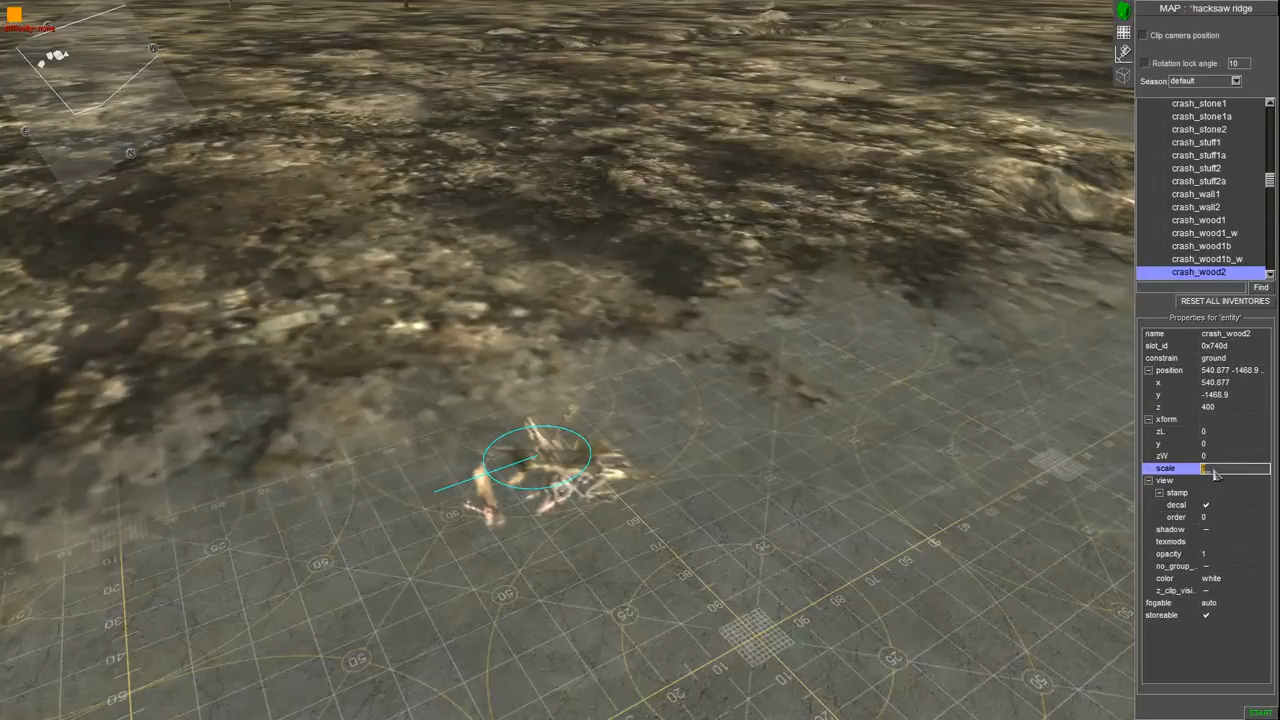 difficulty: none
MAP : "hacksaw ridge
Clip camera position
Rotation lock angle : 10
Season: default
crash_stone1
crash_stone1a
crash_stone2
crash_stuff1
crash_stuff1a
crash_stuff2
crash_stuff2a
crash_wall1
crash_wall2
crash_wood1
crash_wood1_w
crash_wood1b
crash_wood1b_w
crash_wood2
Find
RESET ALL INVENTORIES
Properties for 'entity'
name crash_wood2
slot_id 0x740d
constrain ground
position 540.877 -1468.9 ..
x 540.877
y -1468.9
z 400
xform
zL 0
y 0
zW 0
scale
view
stamp
decal
order 0
shadow
texmods
opacity 1
no_group_..
color white
z_clip_visi..
fogable auto
storeable
START